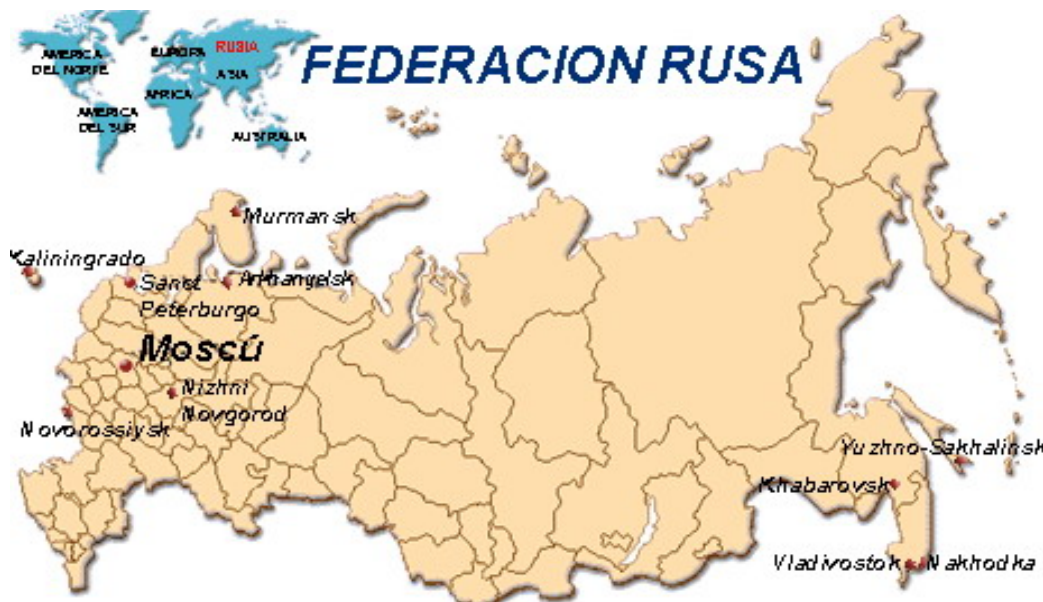 AMERICA
DEL NORTE
EUROPA
RUSIA
ASIA
AFRICA
AMERICA
DEL SUR
AUSTRALIA
FEDERACION RUSA
Murmansk
Kaliningrado
Sanct
Peterburgo
Arkhangelsk
Moscú
Nizhni
Novgorod
Novorossiysk
Yuzhno-Sakhalinsk
Khabarovsk
Vladivostok
Nakhodka